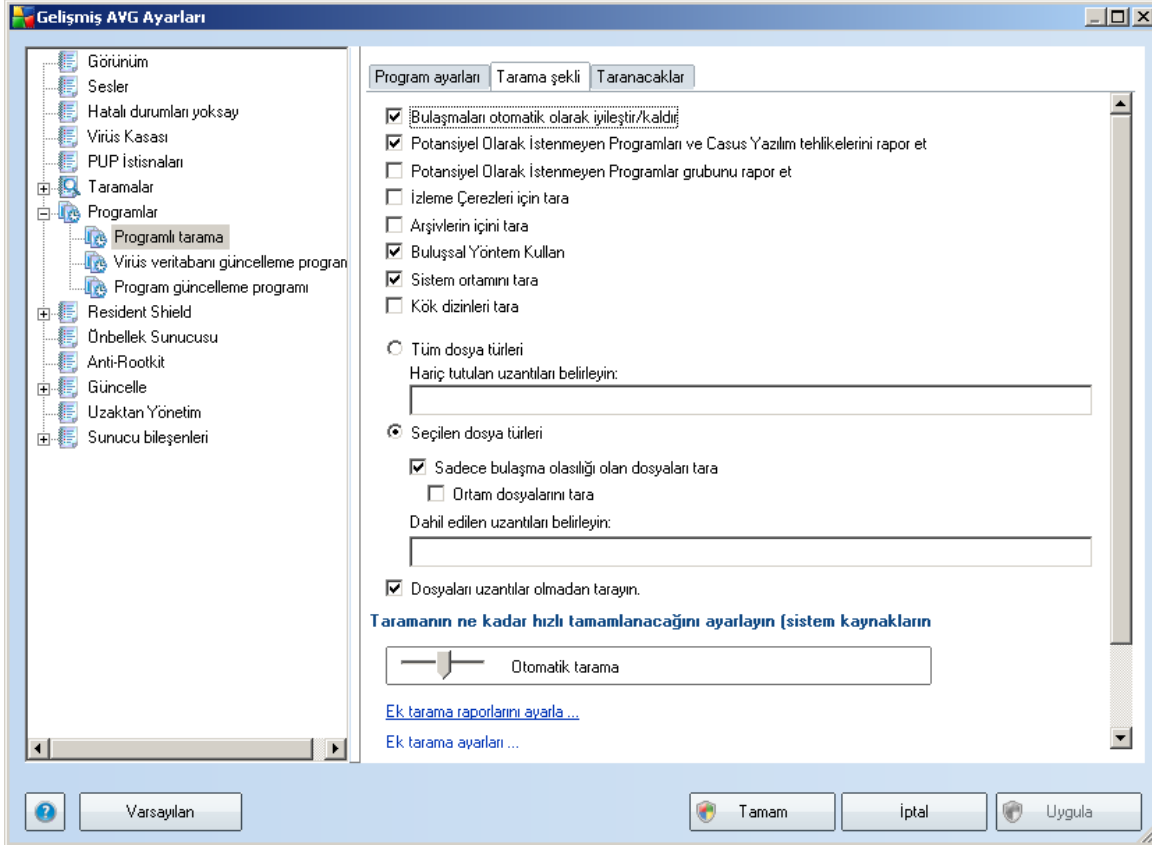 Gelişmiş AVG Ayarları
Görünüm
Sesler
Hatalı durumları yoksay
Virüs Kasası
PUP İstisnaları
Taramalar
Programlar
Programlı tarama
Virüs veritabanı güncelleme program
Program güncelleme programı
Resident Shield
Önbellek Sunucusu
Anti-Rootkit
Güncelle
Uzaktan Yönetim
Sunucu bileşenleri
Program ayarları Tarama şekli Taranacaklar
Bulaşmaları otomatik olarak iyileştir/kaldır
Potansiyel Olarak İstenmeyen Programları ve Casus Yazılım tehlikelerini rapor et
Potansiyel Olarak İstenmeyen Programlar grubunu rapor et
İzleme Çerezleri için tara
Arşivlerin içini tara
Buluşsal Yöntem Kullan
Sistem ortamını tara
Kök dizinleri tara
Tüm dosya türleri
Hariç tutulan uzantıları belirleyin:
Seçilen dosya türleri
Sadece bulaşma olasılığı olan dosyaları tara
Ortam dosyalarını tara
Dahil edilen uzantıları belirleyin:
Dosyaları uzantılar olmadan tarayın.
Taramanın ne kadar hızlı tamamlanacağını ayarlayın (sistem kaynakların
Otomatik tarama
Ek tarama raporlarını ayarla ...
Ek tarama ayarları ...
Varsayılan Tamam İptal Uygula